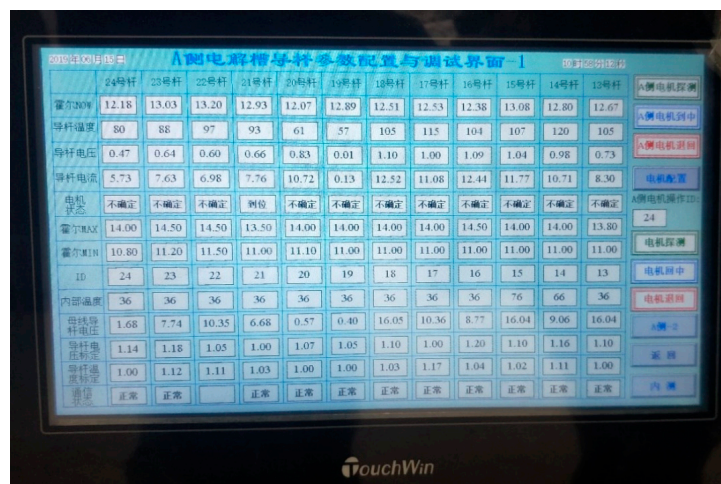 A侧电解槽导杆参数配置与调试界面-1
24号杆 23号杆 22号杆 21号杆 20号杆 19号杆 18号杆 17号杆 16号杆 15号杆 14号杆 13号杆
霍尔NOW 12.18 13.03 13.20 12.93 12.07 12.89 12.51 12.53 12.38 13.08 12.80 12.67
导杆温度 80 88 97 93 61 57 105 115 104 107 120 105
导杆电压 0.47 0.64 0.60 0.66 0.83 0.01 1.10 1.00 1.09 1.04 0.98 0.73
导杆电流 5.73 7.63 6.98 7.76 10.72 0.13 12.52 11.08 12.44 11.77 10.71 8.30
电机状态 不确定 不确定 不确定 到位 不确定 不确定 不确定 不确定 不确定 不确定 不确定 不确定
霍尔MAX 14.00 14.50 14.50 13.50 14.00 14.00 14.00 14.00 14.50 14.00 14.00 13.80
霍尔MIN 10.80 11.20 11.50 11.00 11.10 11.00 11.00 11.00 11.00 11.00 11.00 11.00
ID 24 23 22 21 20 19 18 17 16 15 14 13
内部温度 36 36 36 36 36 36 36 36 36 76 66 36
母线导杆电压 1.68 7.74 10.35 6.68 0.57 0.40 16.05 10.36 8.77 16.04 9.06 16.04
导杆电压标定 1.14 1.18 1.05 1.00 1.07 1.05 1.10 1.00 1.20 1.10 1.16 1.10
导杆温度标定 1.00 1.12 1.11 1.03 1.00 1.00 1.03 1.17 1.04 1.02 1.11 1.00
通信状态 正常 正常 正常 正常 正常 正常 正常 正常 正常 正常 正常
A侧电机探测
A侧电机到中
A侧电机退回
电机配置
A侧电机操作ID:
24
电机探测
电机回中
电机退回
A侧-2
返 回
内 测
TouchWin